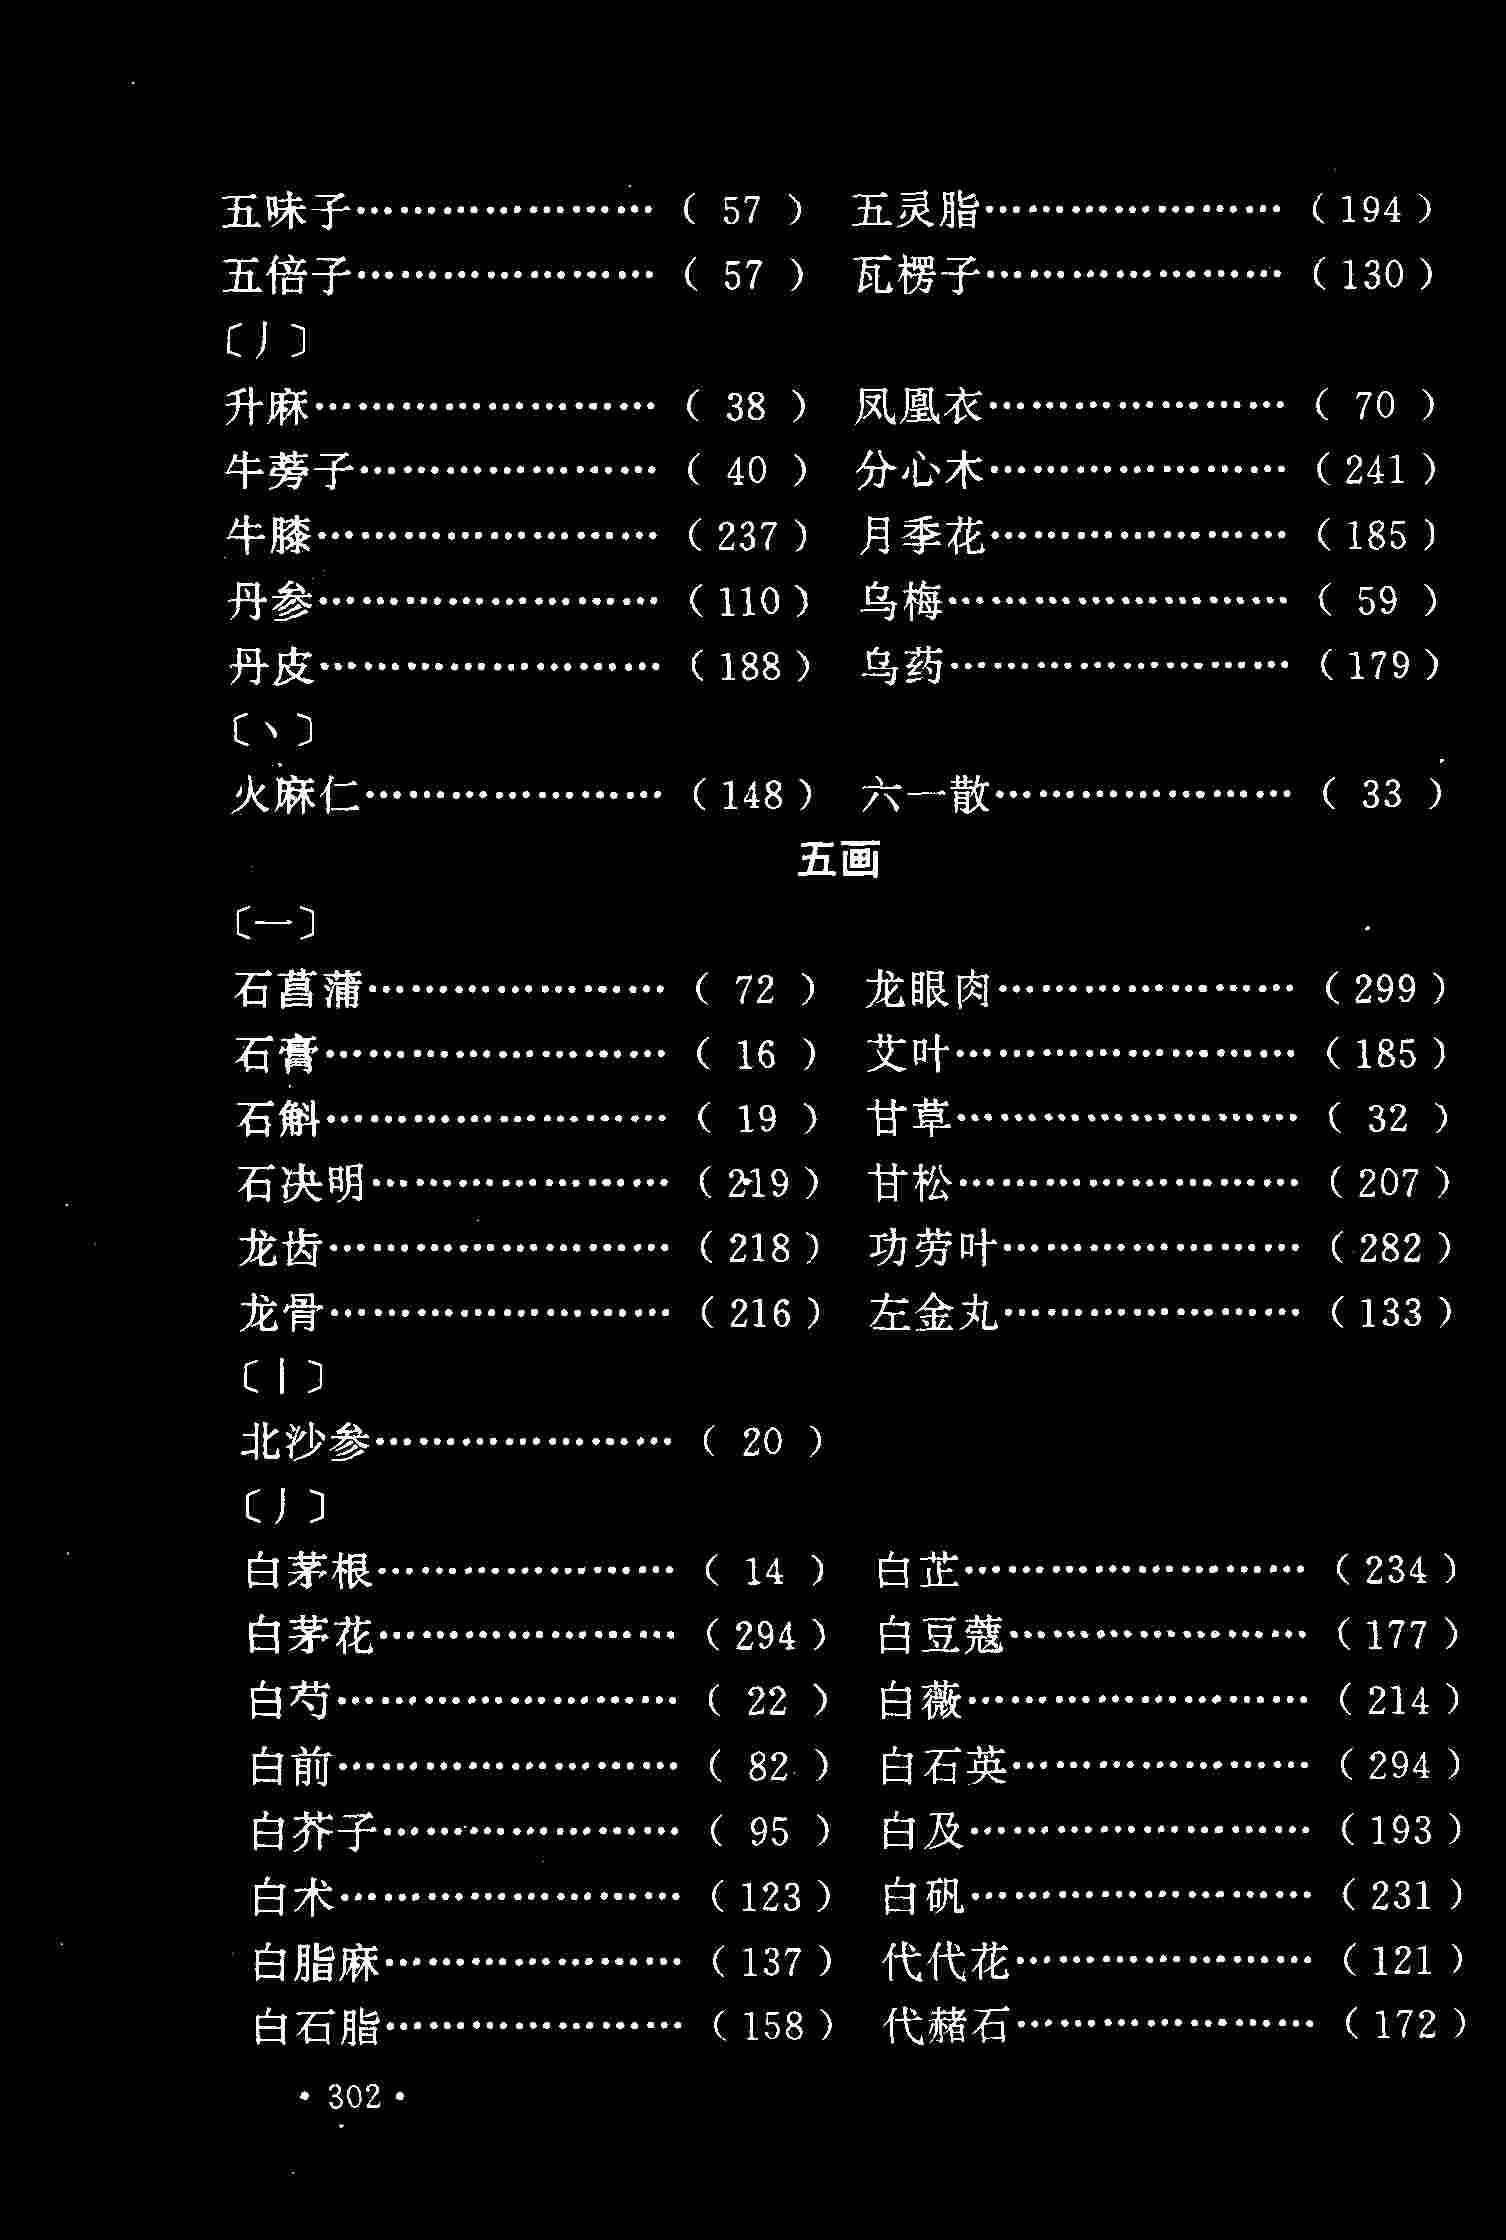 五味子………………… ( 57 ) 五灵脂………………… (194)
五倍子………………… ( 57 ) 瓦楞子………………… (130)
〔丿〕
升麻…………………… ( 38 ) 凤凰衣………………… ( 70 )
牛蒡子………………… ( 40 ) 分心木………………… (241)
牛膝…………………… (237) 月季花………………… (185)
丹参…………………… (110) 乌梅…………………… ( 59 )
丹皮…………………… (188) 乌药…………………… (179)
〔丶〕
火麻仁………………… (148) 六一散………………… ( 33 )
五画
〔一〕
石菖蒲………………… ( 72 ) 龙眼肉………………… (299)
石膏…………………… ( 16 ) 艾叶…………………… (185)
石斛…………………… ( 19 ) 甘草…………………… ( 32 )
石决明………………… (219) 甘松…………………… (207)
龙齿…………………… (218) 功劳叶………………… (282)
龙骨…………………… (216) 左金丸………………… (133)
〔丨〕
北沙参………………… ( 20 )
〔丿〕
白茅根………………… ( 14 ) 白芷…………………… (234)
白茅花………………… (294) 白豆蔻………………… (177)
白芍…………………… ( 22 ) 白薇…………………… (214)
白前…………………… ( 82 ) 白石英………………… (294)
白芥子………………… ( 95 ) 白及…………………… (193)
白术…………………… (123) 白矾…………………… (231)
白脂麻………………… (137) 代代花………………… (121)
白石脂………………… (158) 代赭石………………… (172)
·302·